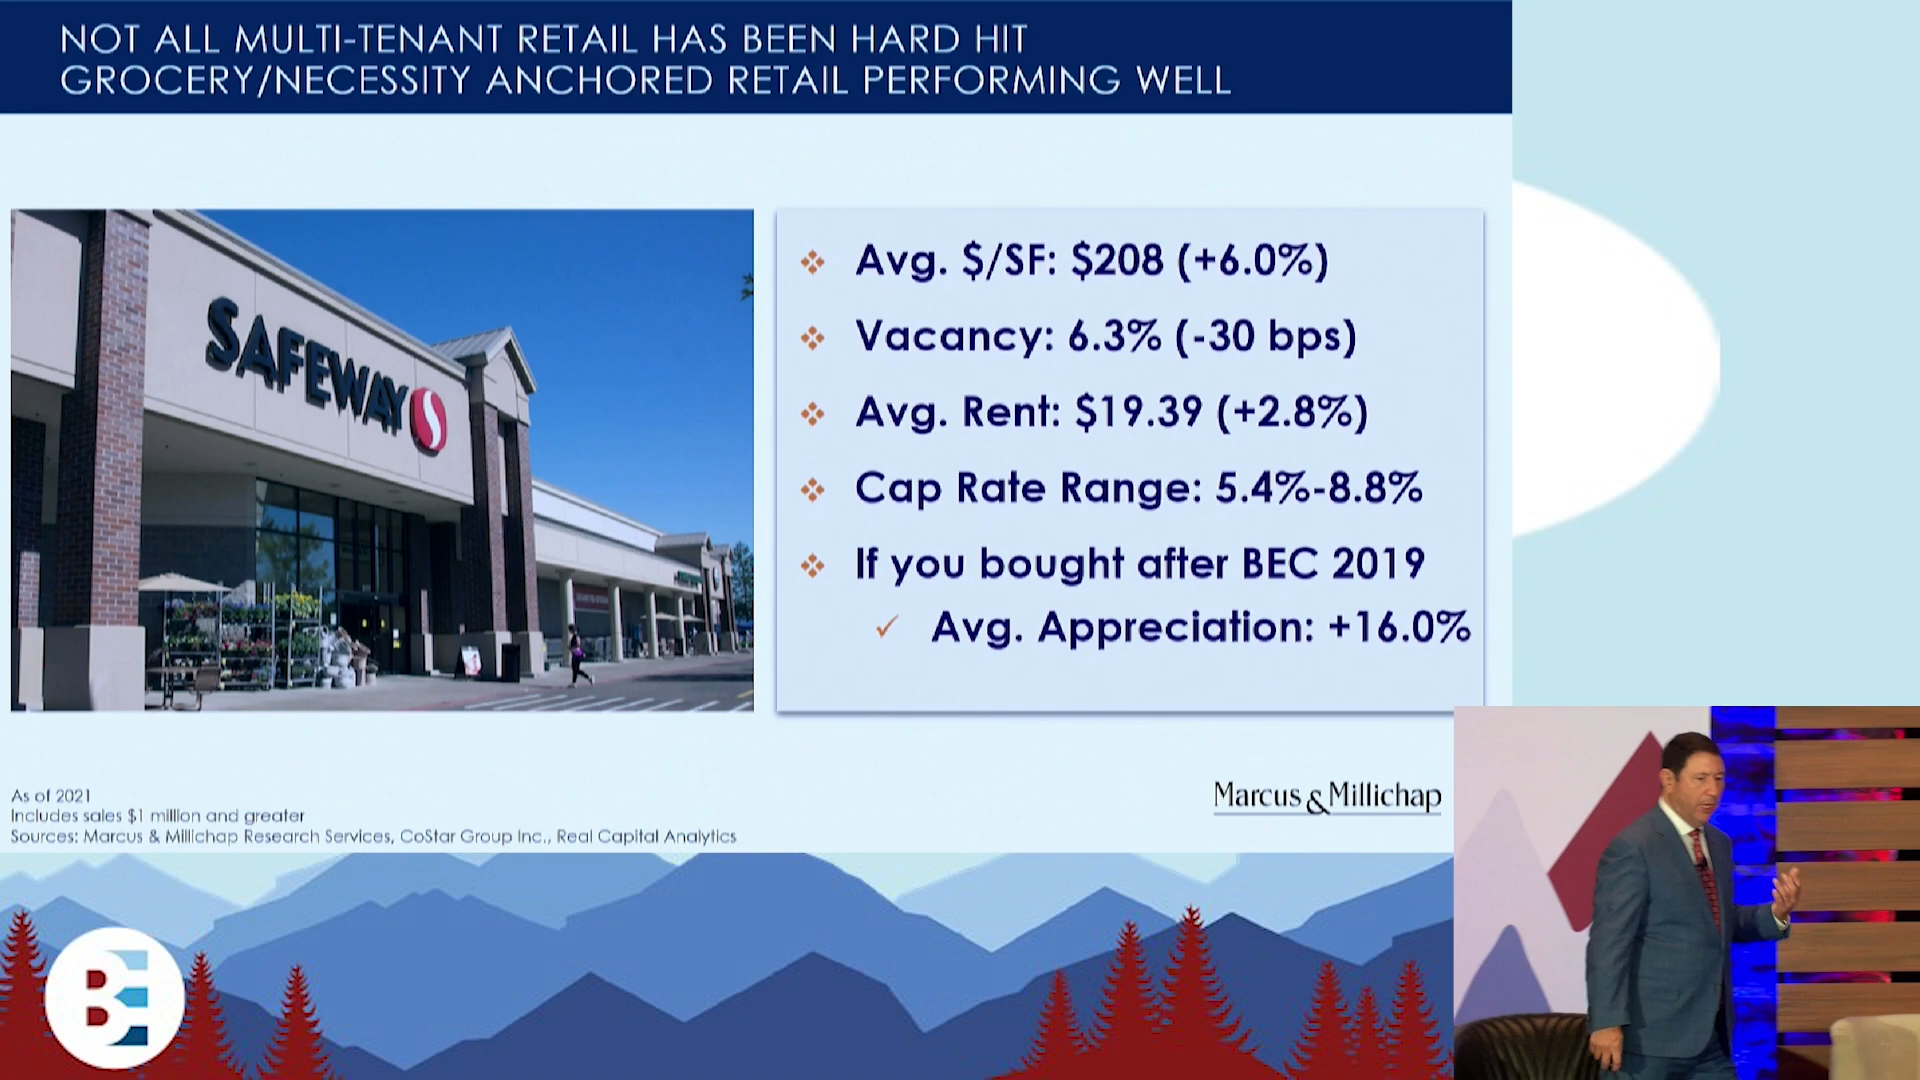 NOT ALL MULTI-TENANT RETAIL HAS BEEN HARD HIT
GROCERY/NECESSITY ANCHORED RETAIL PERFORMING WELL
SAFEWAY
Avg. $/SF: $208 (+6.0%)
Vacancy: 6.3% (-30 bps)
Avg. Rent: $19.39 (+2.8%)
Cap Rate Range: 5.4%-8.8%
If you bought after BEC 2019
Avg. Appreciation: +16.0%
As of 2021
Includes sales $1 million and greater
Sources: Marcus & Millichap Research Services, CoStar Group Inc., Real Capital Analytics
Marcus & Millichap
BE